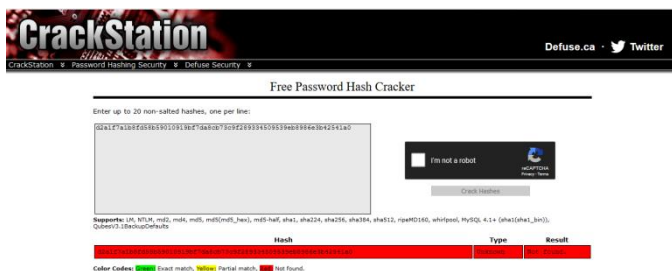 CrackStation
Defuse.ca · Twitter
CrackStation Password Hashing Security Defuse Security
Free Password Hash Cracker
Enter up to 20 non-salted hashes, one per line:
I'm not a robot
reCAPTCHA
Privacy - Terms
Crack Hashes
Supports: LM, NTLM, md2, md4, md5, md5(md5_hex), md5-half, sha1, sha224, sha256, sha384, sha512, ripeMD160, whirlpool, MySQL 4.1+ (sha1(sha1_bin)),
QubesV3.1BackupDefaults
Hash Type Result
Color Codes: Green: Exact match, Yellow: Partial match, Red: Not found.